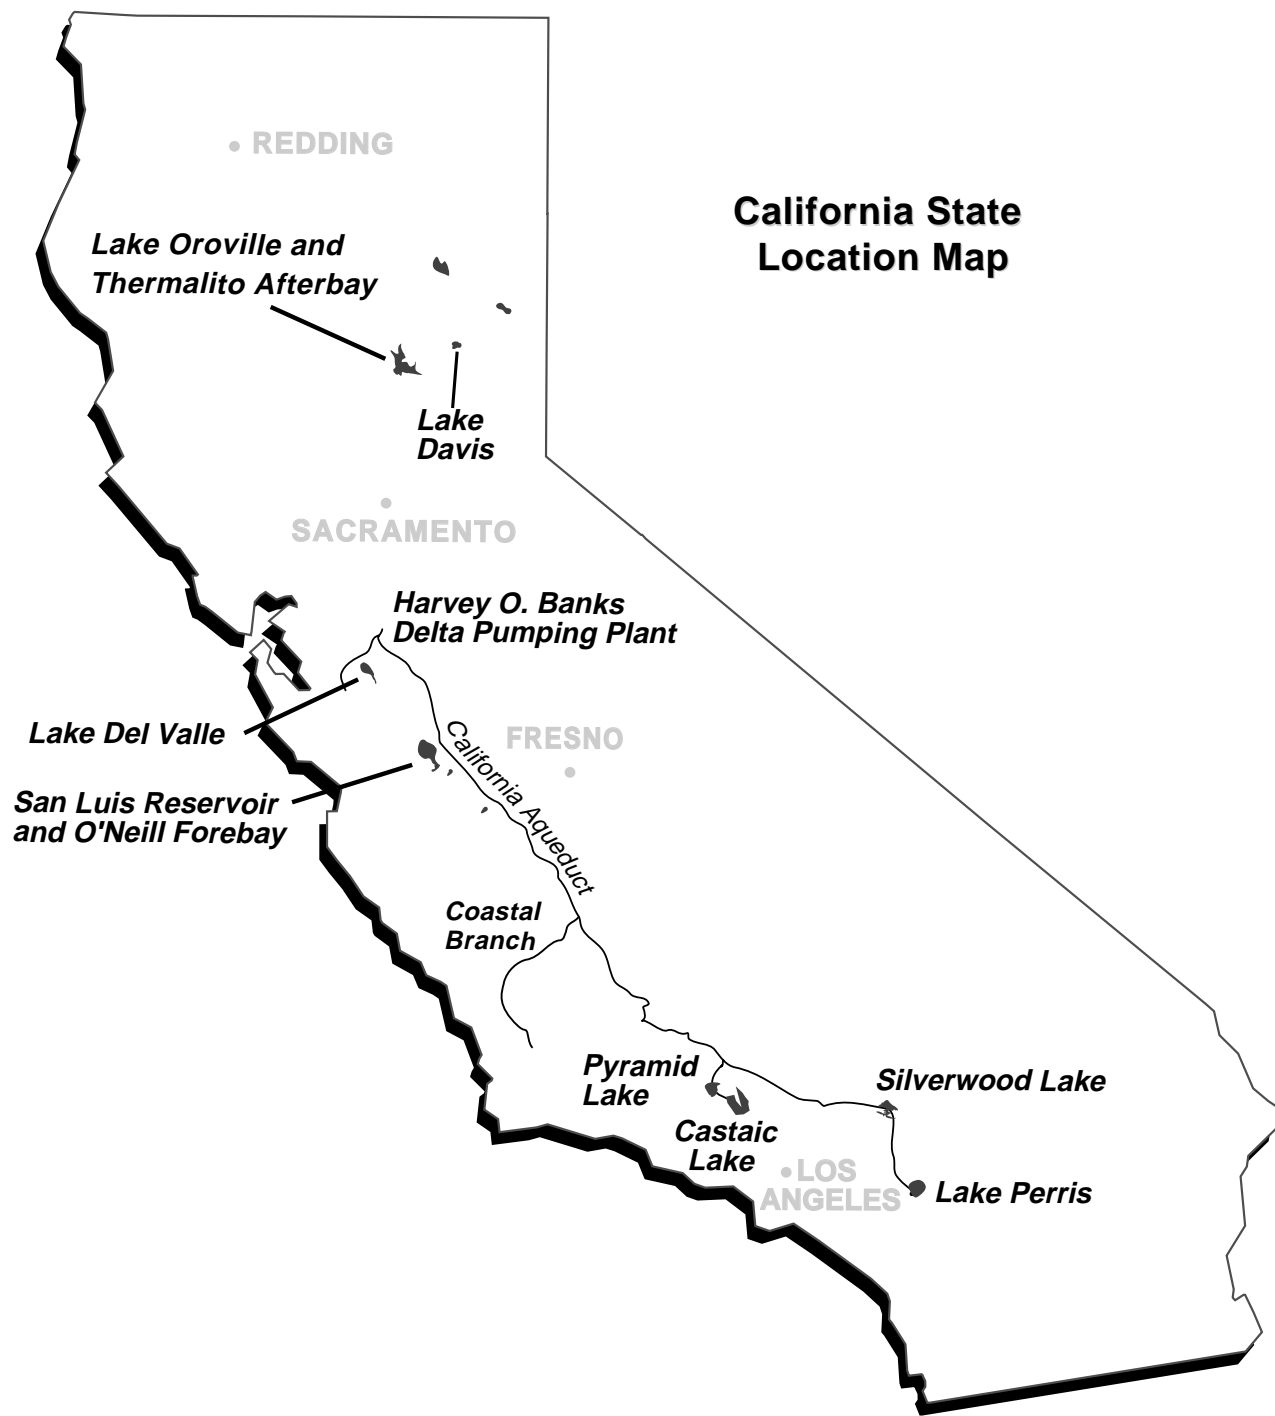 REDDING
California State
Location Map
Lake Oroville and
Thermalito Afterbay
Lake
Davis
SACRAMENTO
Harvey O. Banks
Delta Pumping Plant
Lake Del Valle
FRESNO
California Aqueduct
San Luis Reservoir
and O'Neill Forebay
Coastal
Branch
Pyramid
Lake
Silverwood Lake
Castaic
Lake
LOS
ANGELES
Lake Perris